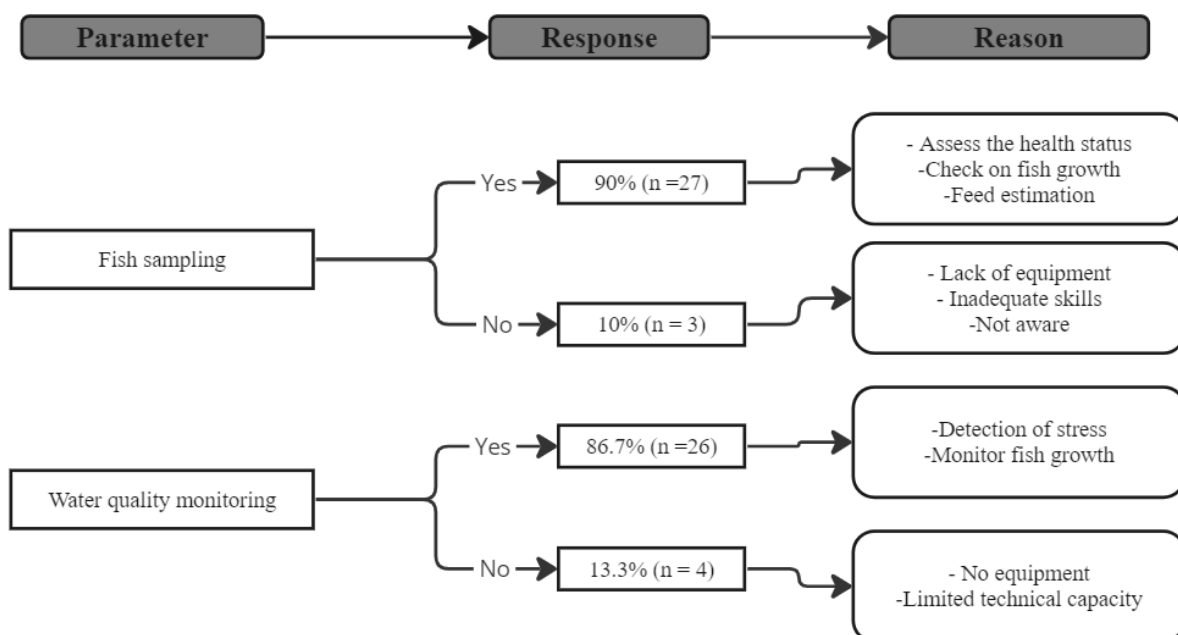 Parameter
Response
Reason
Fish sampling
Yes
90% (n =27)
- Assess the health status
-Check on fish growth
-Feed estimation
No
10% (n = 3)
- Lack of equipment
- Inadequate skills
-Not aware
Water quality monitoring
Yes
86.7% (n =26)
-Detection of stress
-Monitor fish growth
No
13.3% (n = 4)
- No equipment
-Limited technical capacity